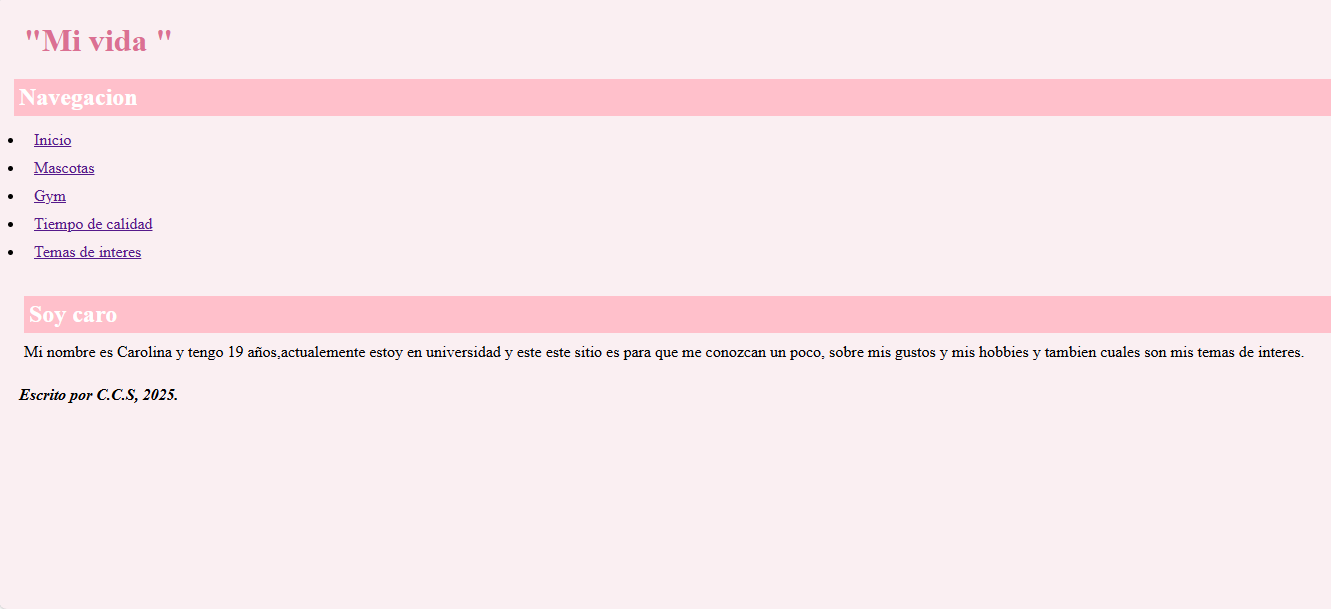 "Mi vida "
Navegacion
Inicio
Mascotas
Gym
Tiempo de calidad
Temas de interes
Soy caro
Mi nombre es Carolina y tengo 19 años,actualemente estoy en universidad y este este sitio es para que me conozcan un poco, sobre mis gustos y mis hobbies y tambien cuales son mis temas de interes.
Escrito por C.C.S, 2025.